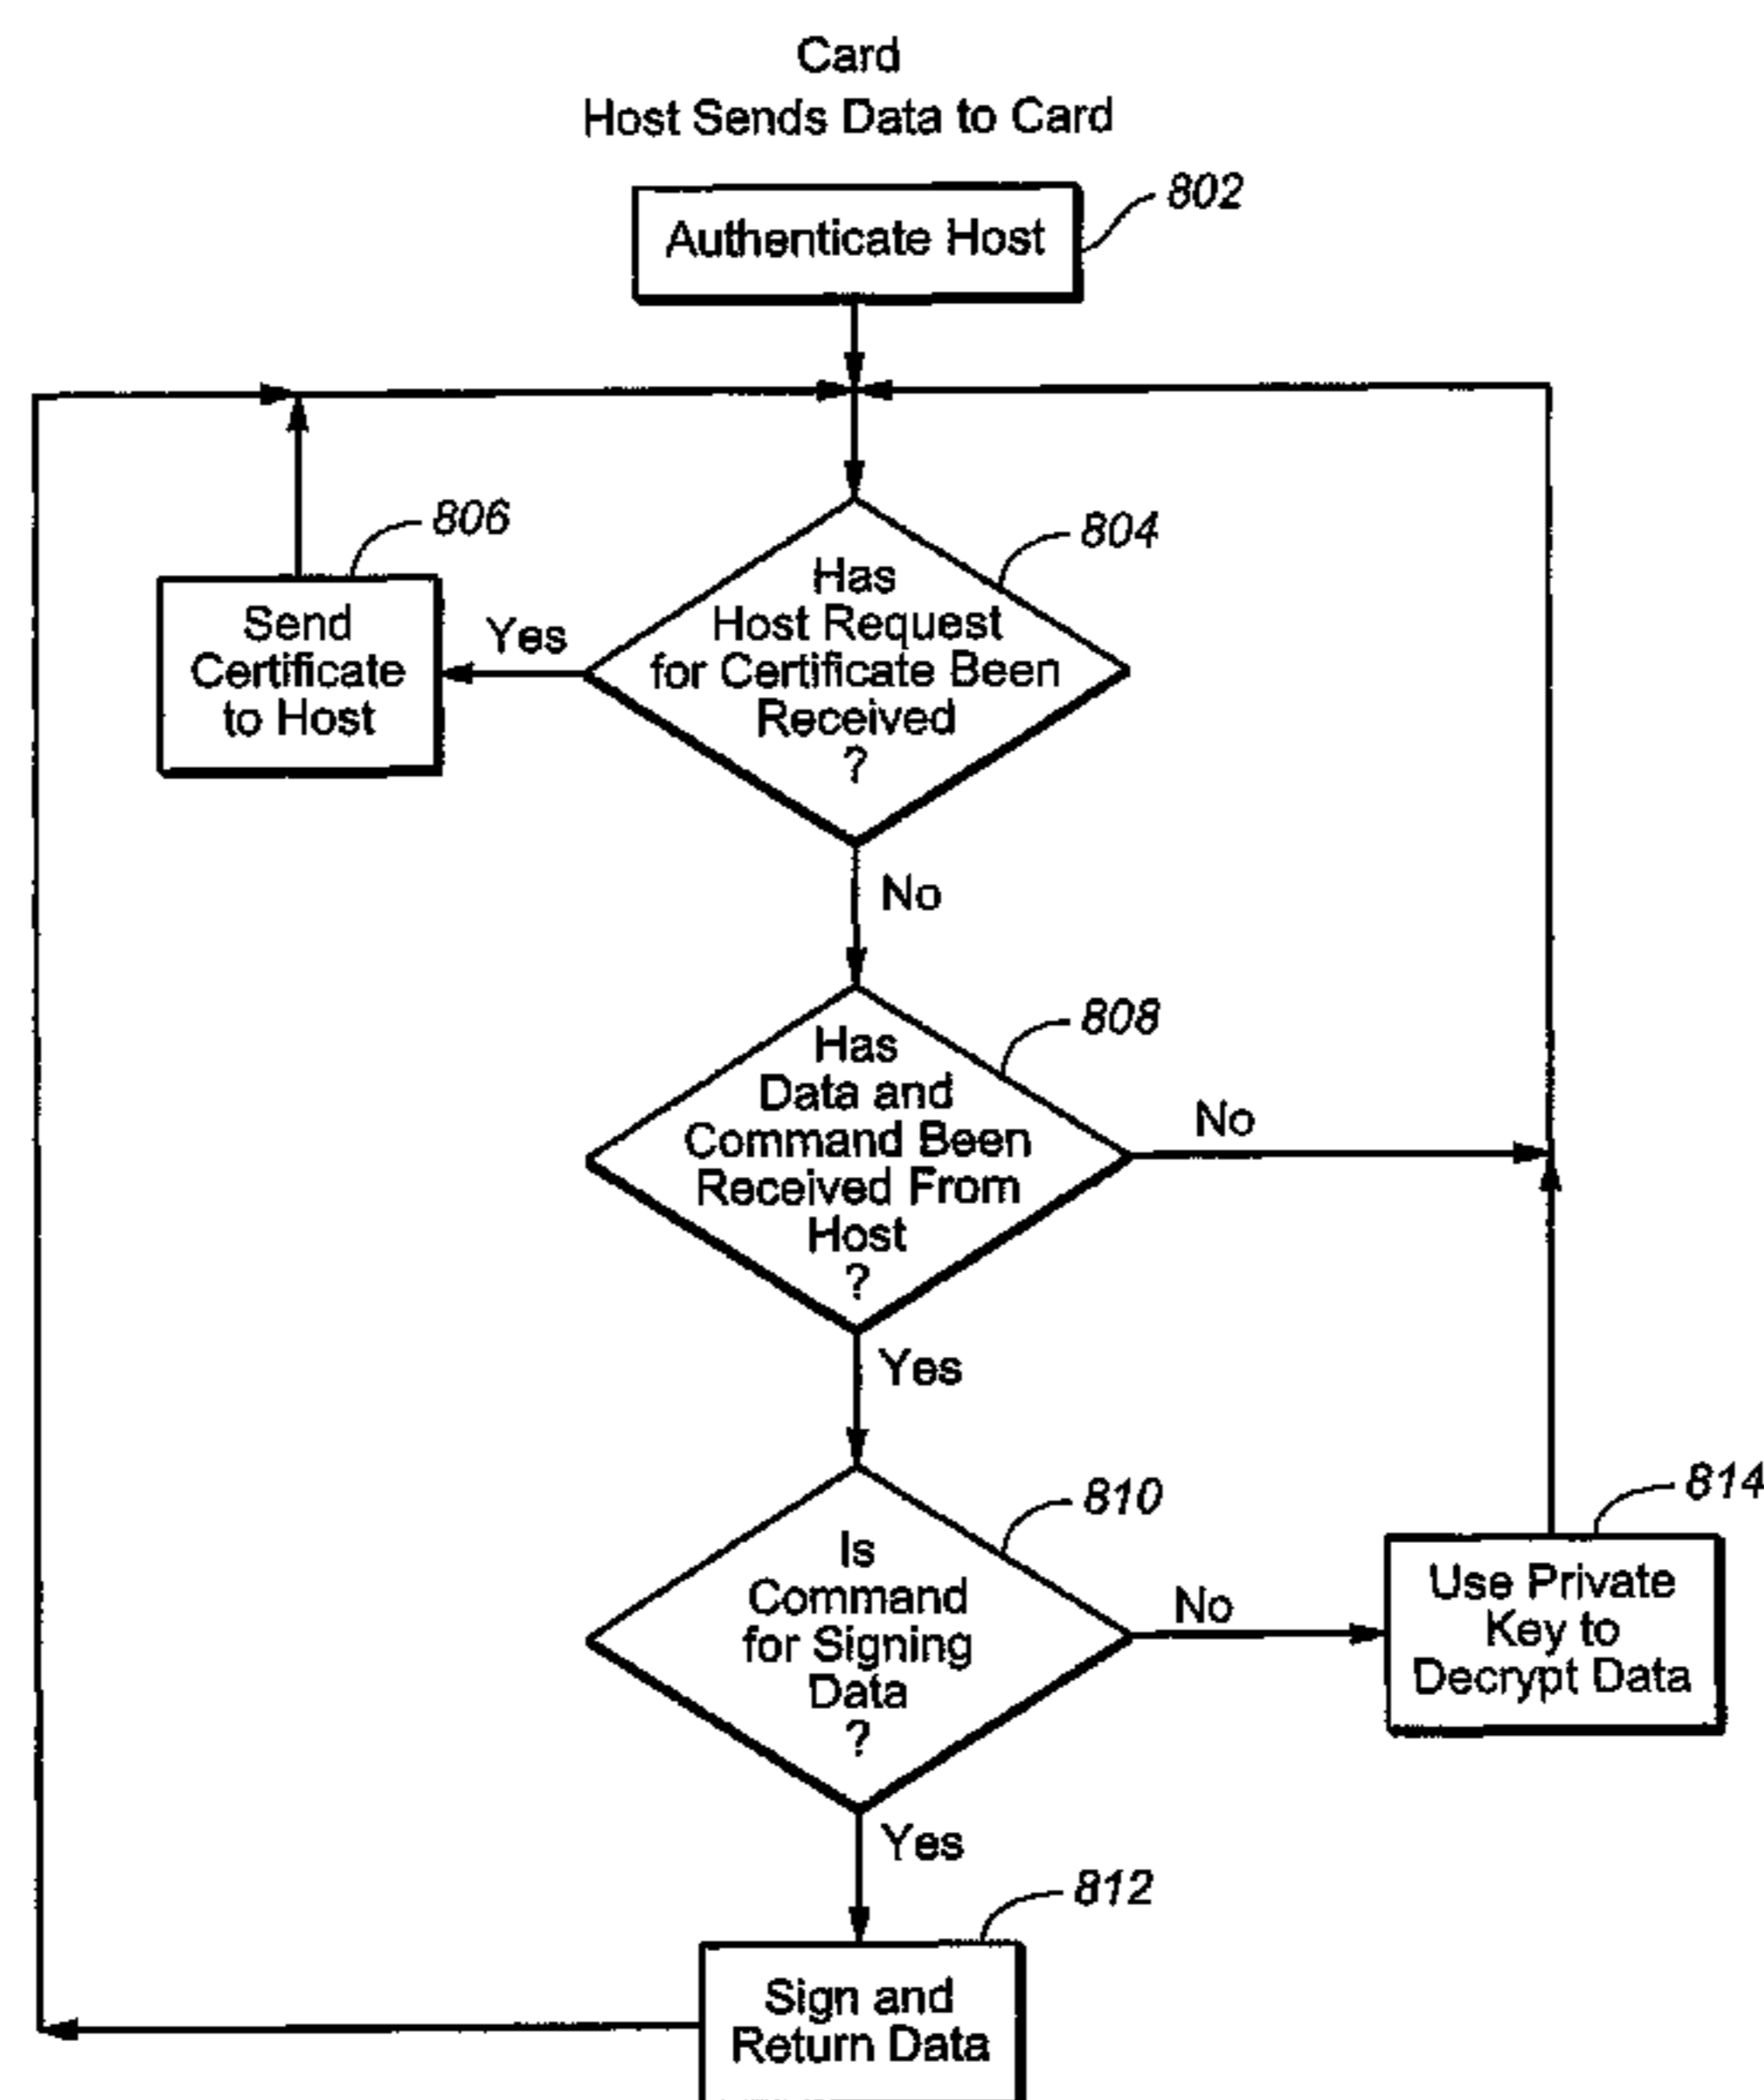 Card
Host Sends Data to Card
802
Authenticate Host
806
804
Has
Host Request
for Certificate Been
Received
?
Send
Certificate
to Host
Yes
No
808
Has
Data and
Command Been
Received From
Host
?
No
Yes
810
814
Is
Command
for Signing
Data
?
No
Use Private
Key to
Decrypt Data
Yes
812
Sign and
Return Data